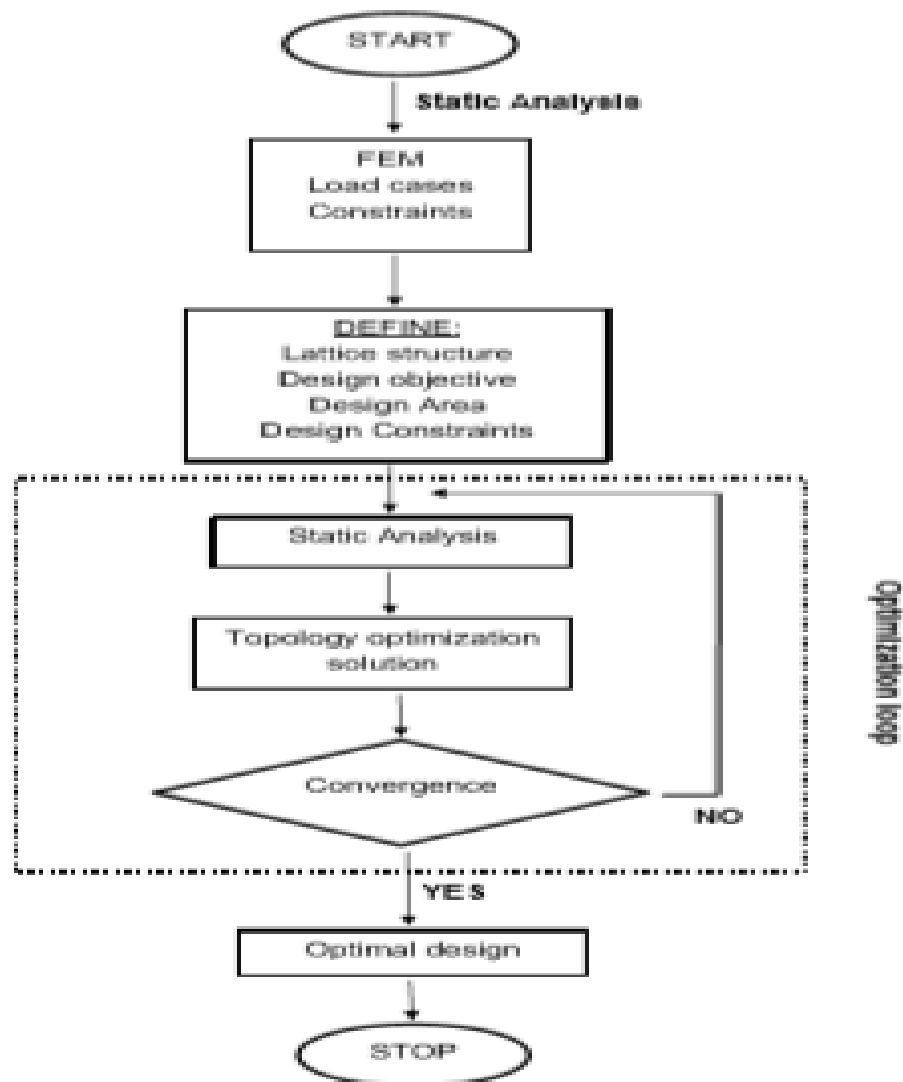 START
Static Analysis
FEM
Load cases
Constraints
DEFINE:
Lattice structure
Design objective
Design Area
Design Constraints
Static Analysis
Topology optimization
solution
Convergence
NO
Optimization loop
YES
Optimal design
STOP